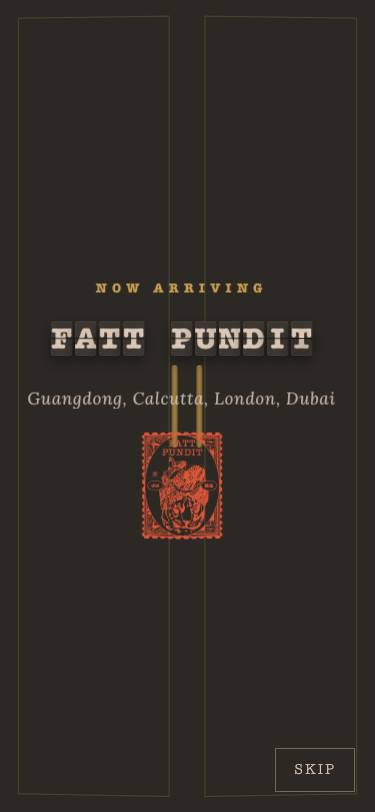 NOW ARRIVING
FATT PUNDIT
Guangdong, Calcutta, London, Dubai
FATT
PUNDIT
SKIP